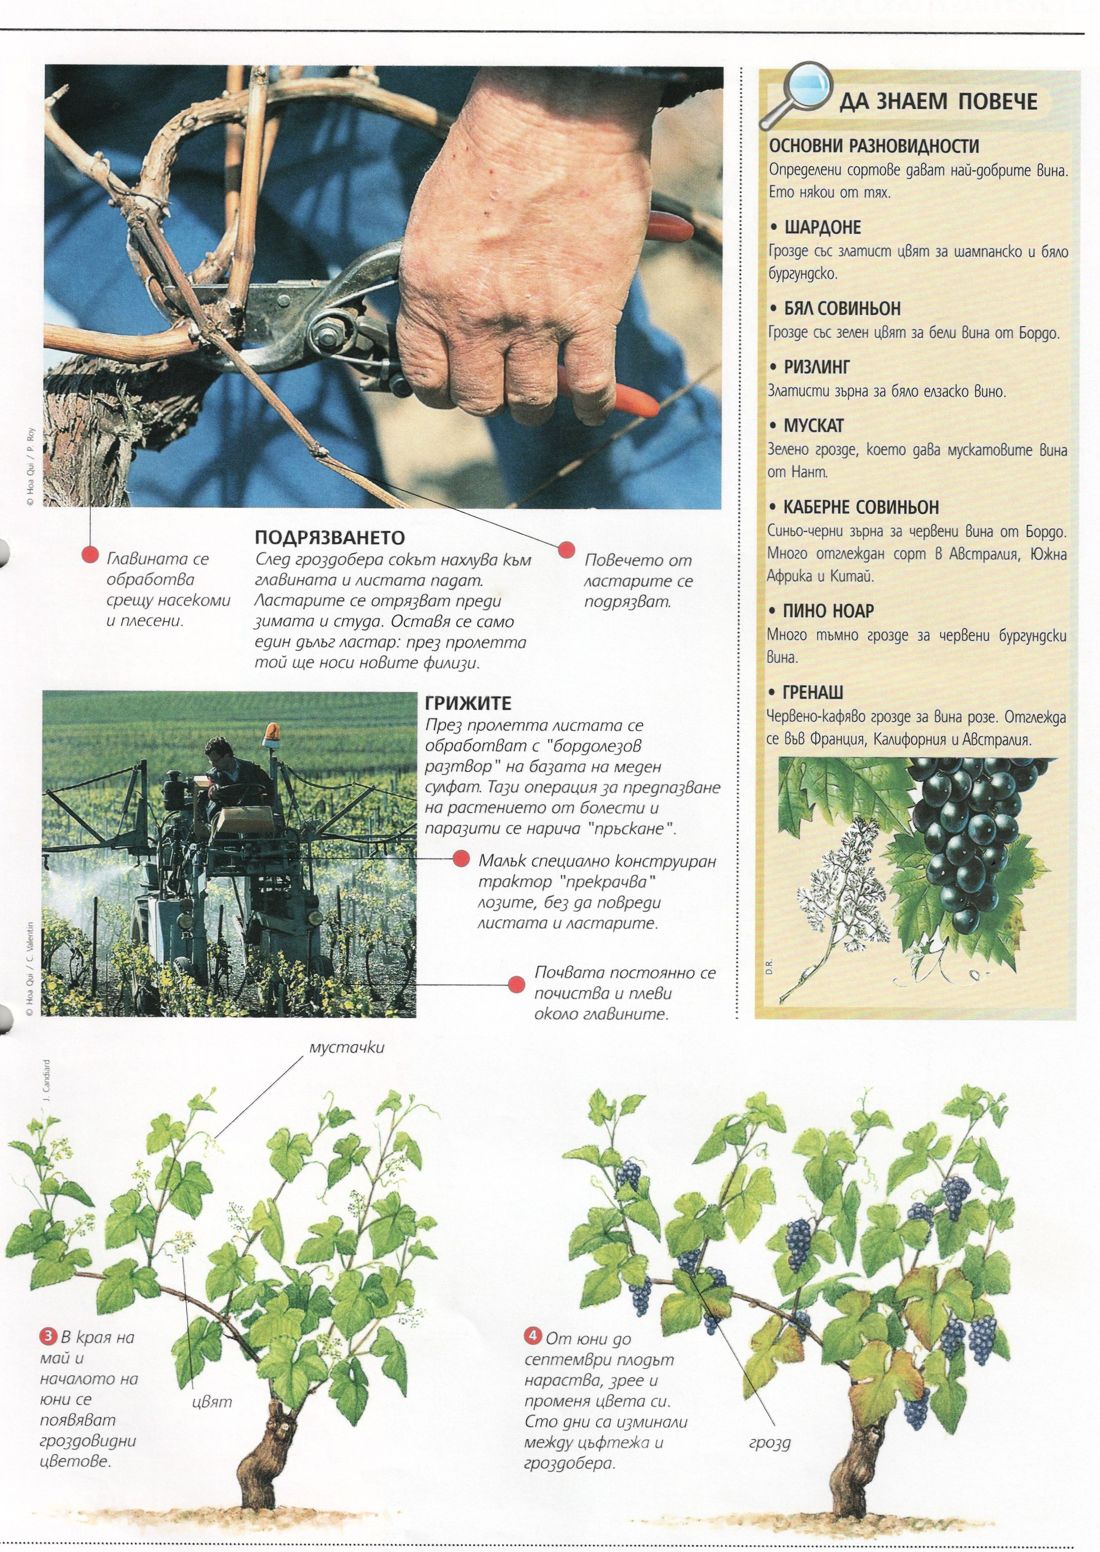 © Hoa Qui / P. Roy
Главината се
обработва
срещу насекоми
и плесени.
ПОДРЯЗВАНЕТО
След гроздобера сокът нахлува към
главината и листата падат.
Ластарите се отрязват преди
зимата и студа. Оставя се само
един дълъг ластар: през пролетта
той ще носи новите филизи.
Повечето от
ластарите се
подрязват.
© Hoa Qui / C. Valentin
ГРИЖИТЕ
През пролетта листата се
обработват с "бордолезов
разтвор" на базата на меден
сулфат. Тази операция за предпазване
на растението от болести и
паразити се нарича "пръскане".
Малък специално конструиран
трактор "прекрачва"
лозите, без да повреди
листата и ластарите.
Почвата постоянно се
почиства и плеви
около главините.
ДА ЗНАЕМ ПОВЕЧЕ
ОСНОВНИ РАЗНОВИДНОСТИ
Определени сортове дават най-добрите вина.
Ето някои от тях.
• ШАРДОНЕ
Грозде със златист цвят за шампанско и бяло
бургундско.
• БЯЛ СОВИНЬОН
Грозде със зелен цвят за бели вина от Бордо.
• РИЗЛИНГ
Златисти зърна за бяло елзаско вино.
• МУСКАТ
Зелено грозде, което дава мускатовите вина
от Нант.
• КАБЕРНЕ СОВИНЬОН
Синьо-черни зърна за червени вина от Бордо.
Много отглеждан сорт в Австралия, Южна
Африка и Китай.
• ПИНО НОАР
Много тъмно грозде за червени бургундски
вина.
• ГРЕНАШ
Червено-кафяво грозде за вина розе. Отглежда
се във Франция, Калифорния и Австралия.
D.R.
J. Candiard
мустачки
3 В края на
май и
началото на
юни се
появяват
гроздовидни
цветове.
цвят
4 От юни до
септември плодът
нараства, зрее и
променя цвета си.
Сто дни са изминали
между цъфтежа и
гроздобера.
грозд